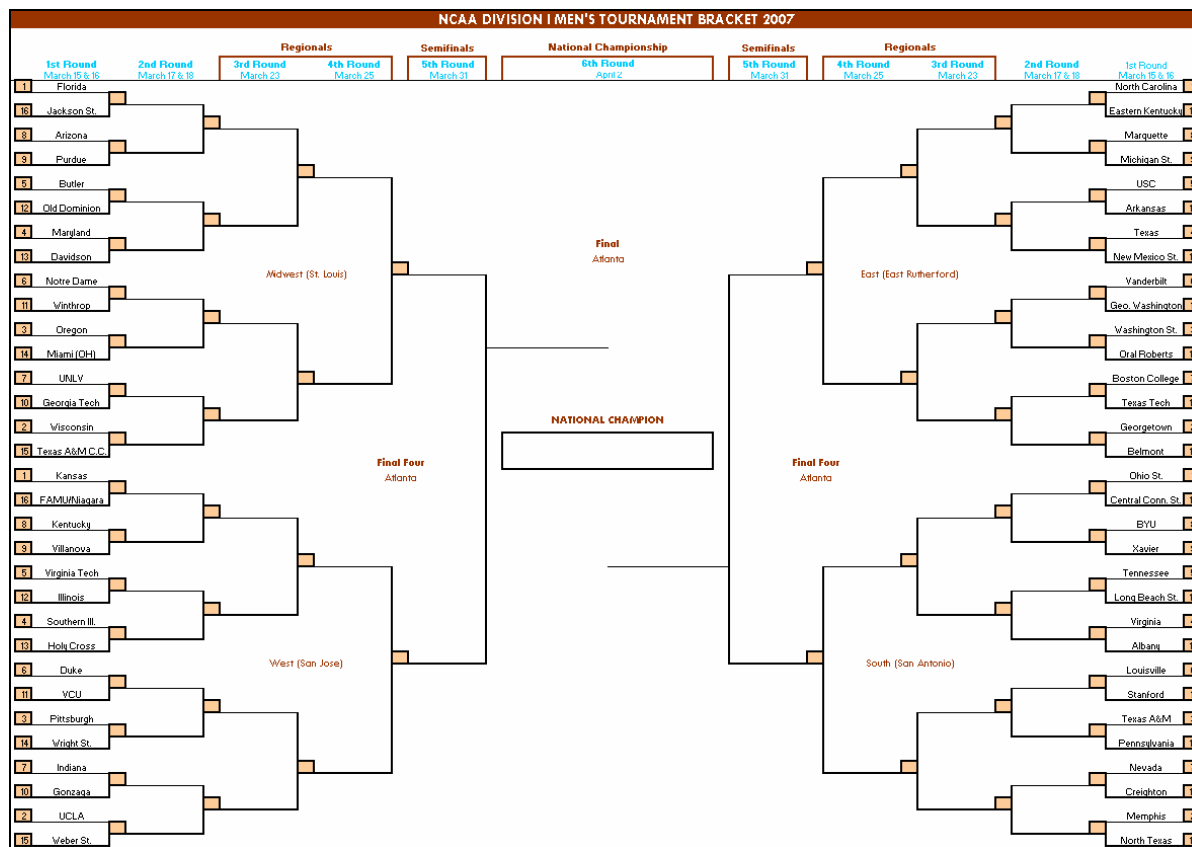 NCAA DIVISION I MEN'S TOURNAMENT BRACKET 2007
Regionals Semifinals National Championship Semifinals Regionals
1st Round 2nd Round 3rd Round 4th Round 5th Round 6th Round 5th Round 4th Round 3rd Round 2nd Round 1st Round
March 15 & 16 March 17 & 18 March 23 March 25 March 31 April 2 March 31 March 25 March 23 March 17 & 18 March 15 & 16
1 Florida North Carolina
16 Jackson St. Eastern Kentucky
8 Arizona Marquette
9 Purdue Michigan St.
5 Butler USC
12 Old Dominion Arkansas
4 Maryland Texas
Final
13 Davidson New Mexico St.
Atlanta
Midwest (St. Louis) East (East Rutherford)
6 Notre Dame Vanderbilt
11 Winthrop Geo. Washington
3 Oregon Washington St.
14 Miami (OH) Oral Roberts
7 UNLV Boston College
10 Georgia Tech Texas Tech
NATIONAL CHAMPION
2 Wisconsin Georgetown
15 Texas A&M C.C. Belmont
Final Four Final Four
Atlanta Atlanta
1 Kansas Ohio St.
16 FAMU/Niagara Central Conn. St.
8 Kentucky BYU
9 Villanova Xavier
5 Virginia Tech Tennessee
12 Illinois Long Beach St.
4 Southern Ill. Virginia
13 Holy Cross Albany
West (San Jose) South (San Antonio)
6 Duke Louisville
11 VCU Stanford
3 Pittsburgh Texas A&M
14 Wright St. Pennsylvania
7 Indiana Nevada
10 Gonzaga Creighton
2 UCLA Memphis
15 Weber St. North Texas